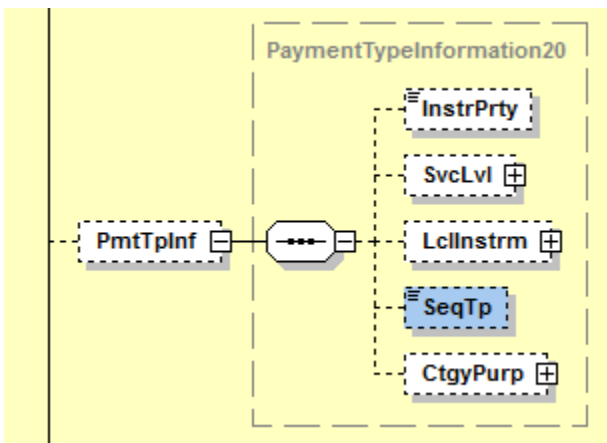 PaymentTypeInformation20
InstrPrty
SvcLvl
PmtTpInf
LclInstrm
SeqTp
CtgyPurp